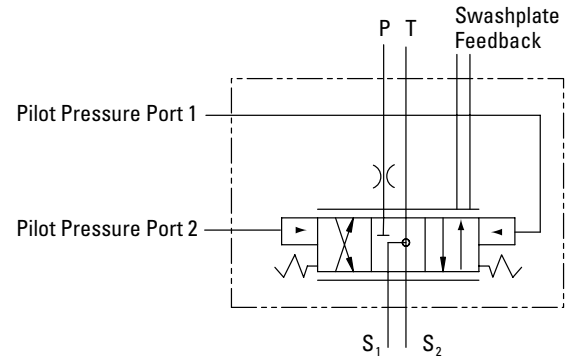 Swashplate
Feedback
P T
Pilot Pressure Port 1
Pilot Pressure Port 2
S1 S2